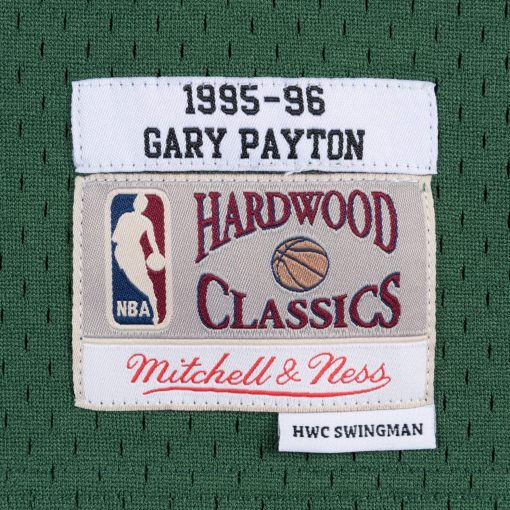 1995-96
GARY PAYTON
NBA
HARDWOOD
CLASSICS
Mitchell & Ness
HWC SWINGMAN